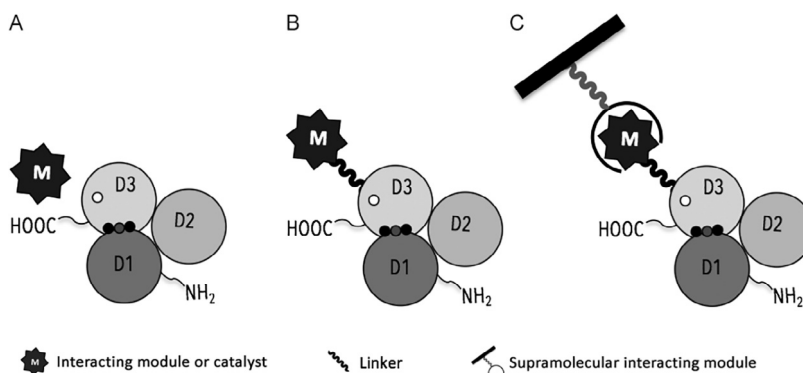 A
B
C
M
D3
D2
D1
HOOC
NH2
M
D3
D2
D1
HOOC
NH2
M
D3
D2
D1
HOOC
NH2
M Interacting module or catalyst
Linker
Supramolecular interacting module